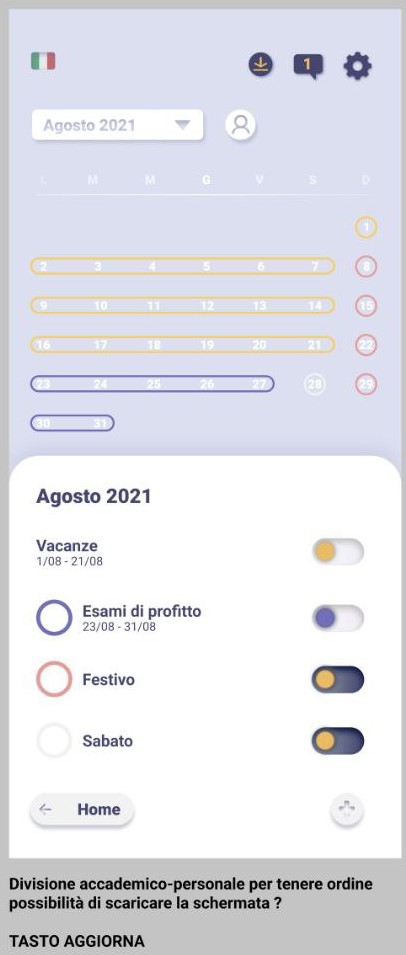 1
Agosto 2021
L M M G V S D
1
2 3 4 5 6 7 8
9 10 11 12 13 14 15
16 17 18 19 20 21 22
23 24 25 26 27 28 29
30 31
Agosto 2021
Vacanze
1/08 - 21/08
Esami di profitto
23/08 - 31/08
Festivo
Sabato
Home
Divisione accademico-personale per tenere ordine
possibilità di scaricare la schermata ?
TASTO AGGIORNA